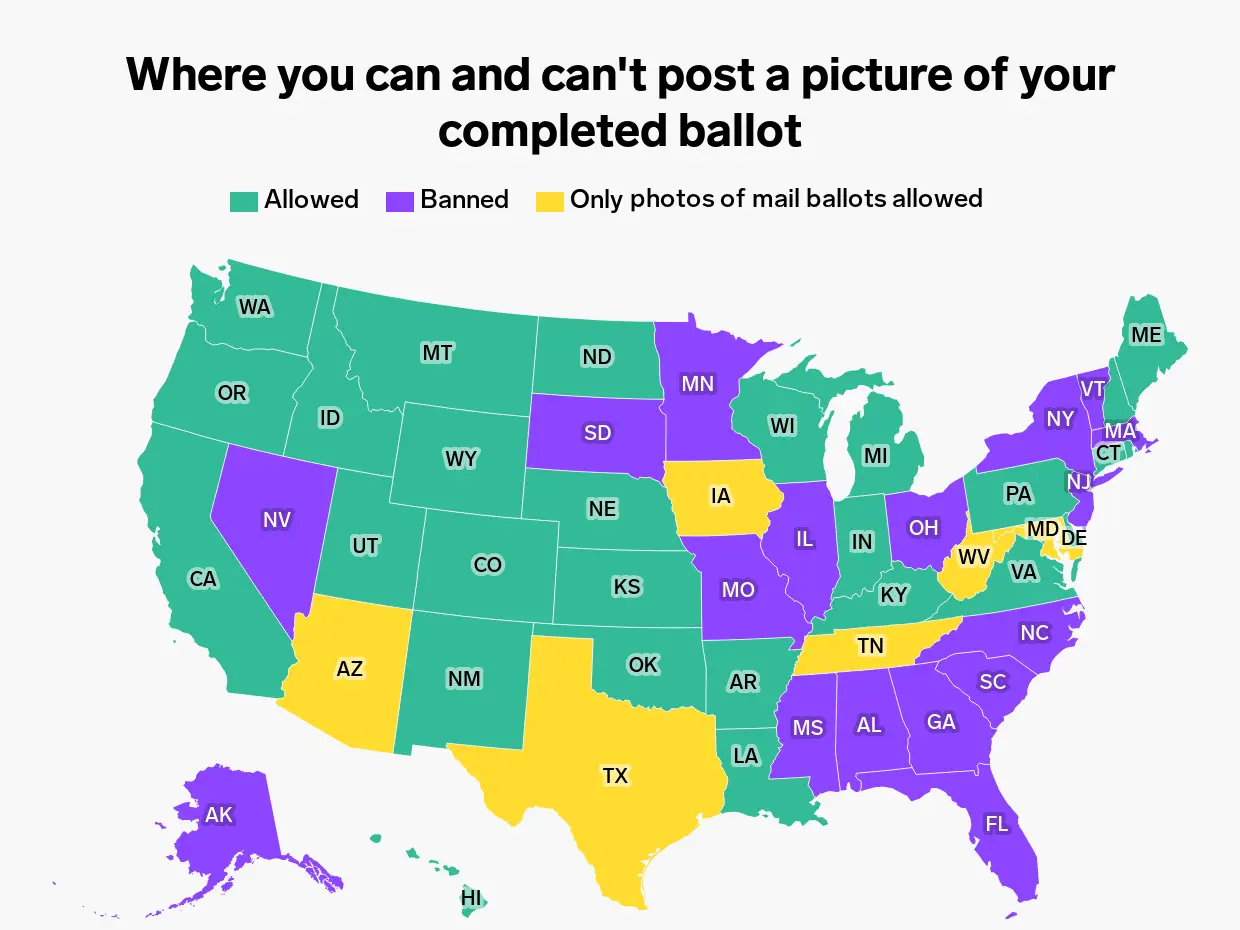 Where you can and can't post a picture of your
completed ballot
Allowed Banned Only photos of mail ballots allowed
WA
ME
MT
ND
MN
VT
OR
ID
NY
WI
MA
SD
CT
MI
WY
NJ
IA
PA
NE
NV
MD
OH
DE
IL
IN
UT
WV
CO
VA
CA
KS
MO
KY
NC
TN
OK
AZ
NM
AR
SC
GA
AL
MS
LA
TX
AK
FL
HI